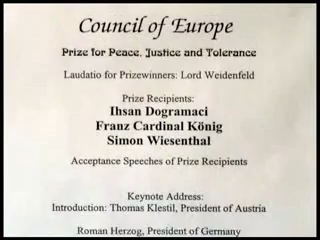 Council of Europe
Prize for Peace, Justice and Tolerance
Laudatio for Prizewinners: Lord Weidenfeld
Prize Recipients:
Ihsan Dogramaci
Franz Cardinal König
Simon Wiesenthal
Acceptance Speeches of Prize Recipients
Keynote Address:
Introduction: Thomas Klestil, President of Austria
Roman Herzog, President of Germany